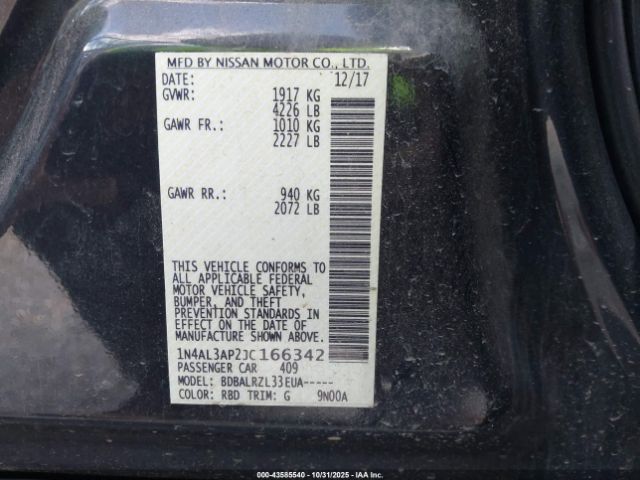 MFD BY NISSAN MOTOR CO., LTD.
DATE: 12/17
GVWR: 1917 KG
4226 LB
GAWR FR.: 1010 KG
2227 LB
GAWR RR.: 940 KG
2072 LB
THIS VEHICLE CONFORMS TO
ALL APPLICABLE FEDERAL
MOTOR VEHICLE SAFETY,
BUMPER, AND THEFT
PREVENTION STANDARDS IN
EFFECT ON THE DATE OF
MANUFACTURE SHOWN ABOVE.
1N4AL3AP2JC166342
PASSENGER CAR 409
MODEL: BDBALRZL33EUA-----
COLOR: RBD TRIM: G 9N00A
000-43585540 - 10/31/2025 - IAA Inc.